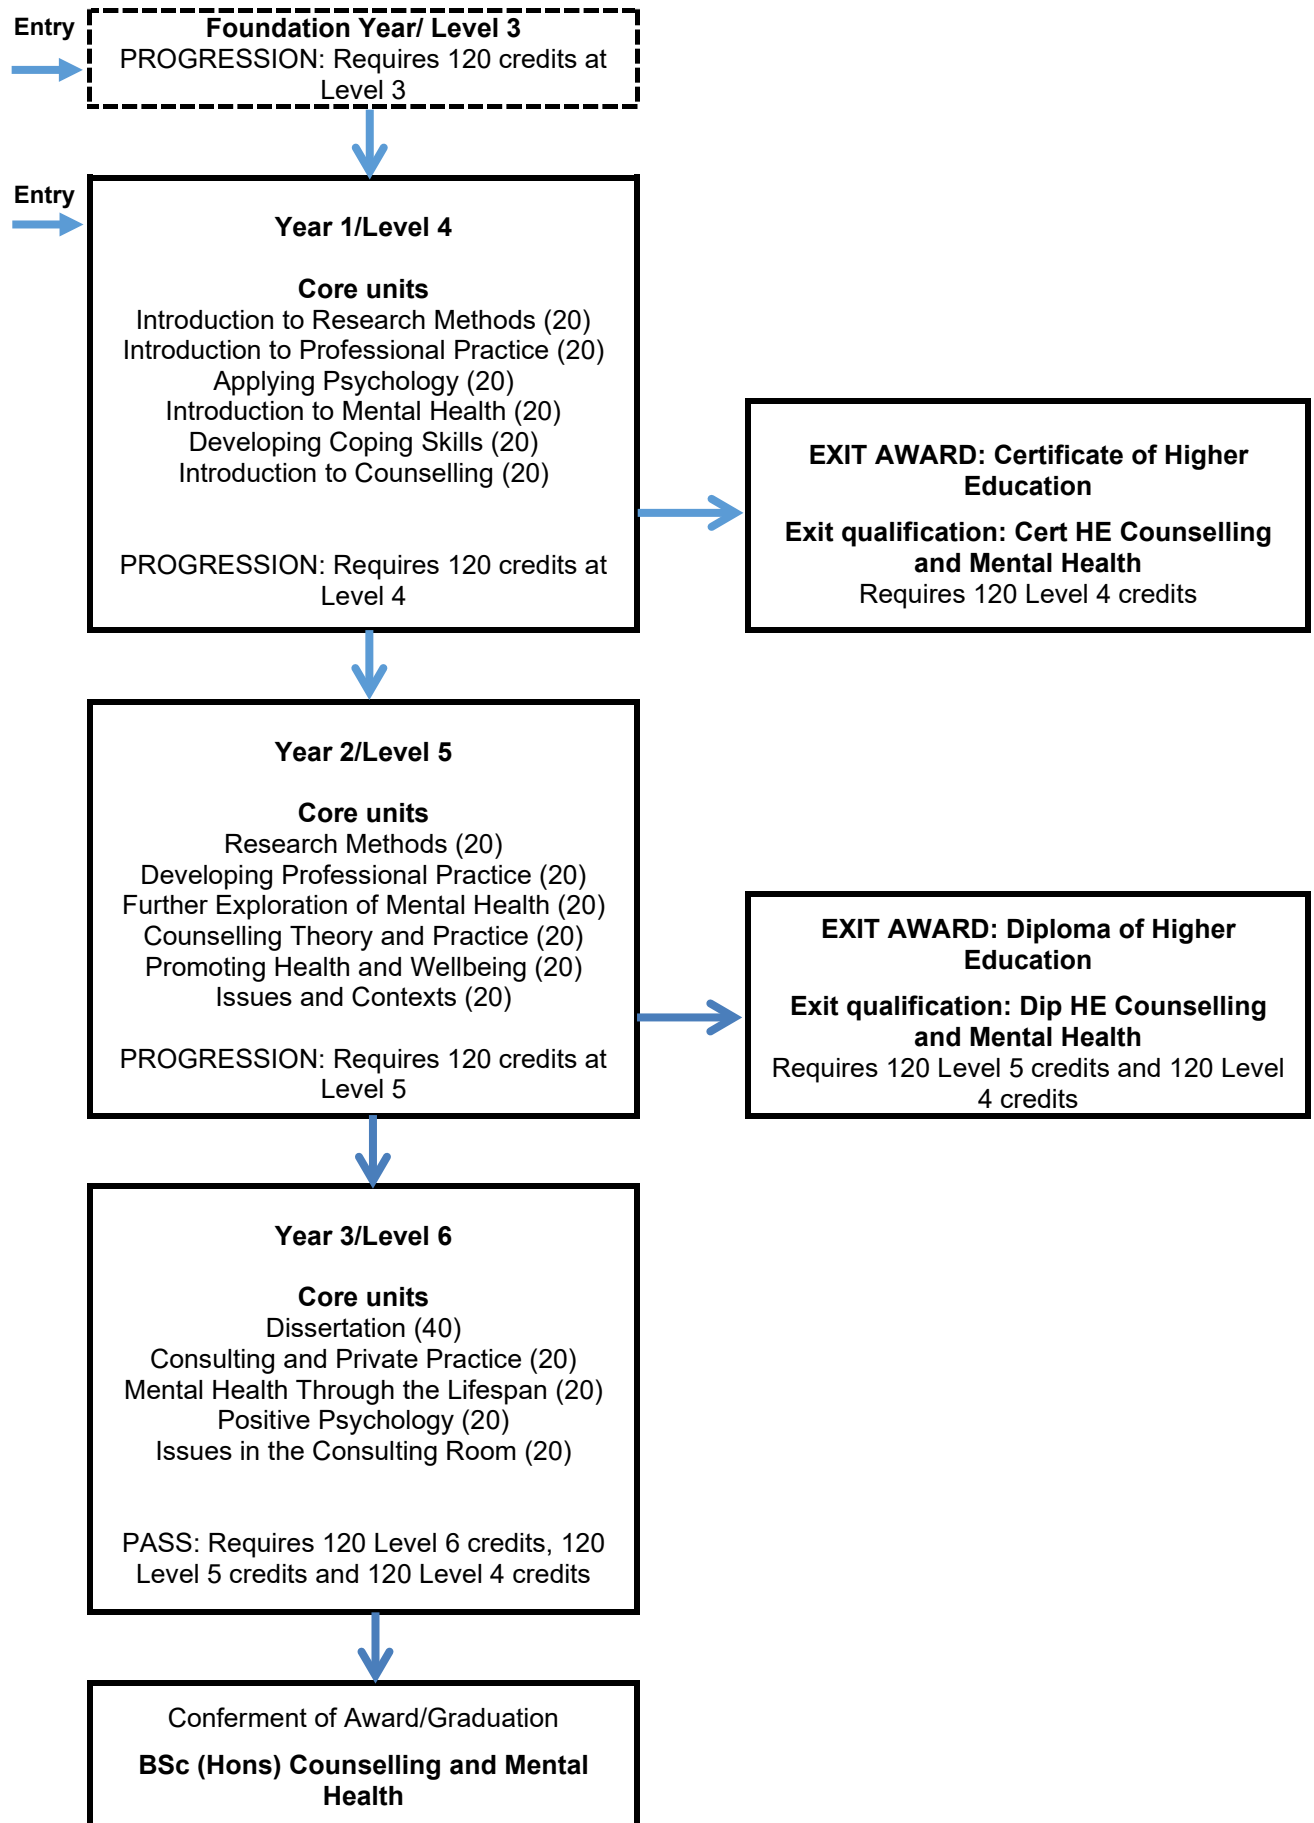 Entry
Foundation Year/ Level 3
PROGRESSION: Requires 120 credits at
Level 3
Entry
Year 1/Level 4
Core units
Introduction to Research Methods (20)
Introduction to Professional Practice (20)
Applying Psychology (20)
Introduction to Mental Health (20)
Developing Coping Skills (20)
Introduction to Counselling (20)
PROGRESSION: Requires 120 credits at
Level 4
EXIT AWARD: Certificate of Higher
Education
Exit qualification: Cert HE Counselling
and Mental Health
Requires 120 Level 4 credits
Year 2/Level 5
Core units
Research Methods (20)
Developing Professional Practice (20)
Further Exploration of Mental Health (20)
Counselling Theory and Practice (20)
Promoting Health and Wellbeing (20)
Issues and Contexts (20)
PROGRESSION: Requires 120 credits at
Level 5
EXIT AWARD: Diploma of Higher
Education
Exit qualification: Dip HE Counselling
and Mental Health
Requires 120 Level 5 credits and 120 Level
4 credits
Year 3/Level 6
Core units
Dissertation (40)
Consulting and Private Practice (20)
Mental Health Through the Lifespan (20)
Positive Psychology (20)
Issues in the Consulting Room (20)
PASS: Requires 120 Level 6 credits, 120
Level 5 credits and 120 Level 4 credits
Conferment of Award/Graduation
BSc (Hons) Counselling and Mental
Health